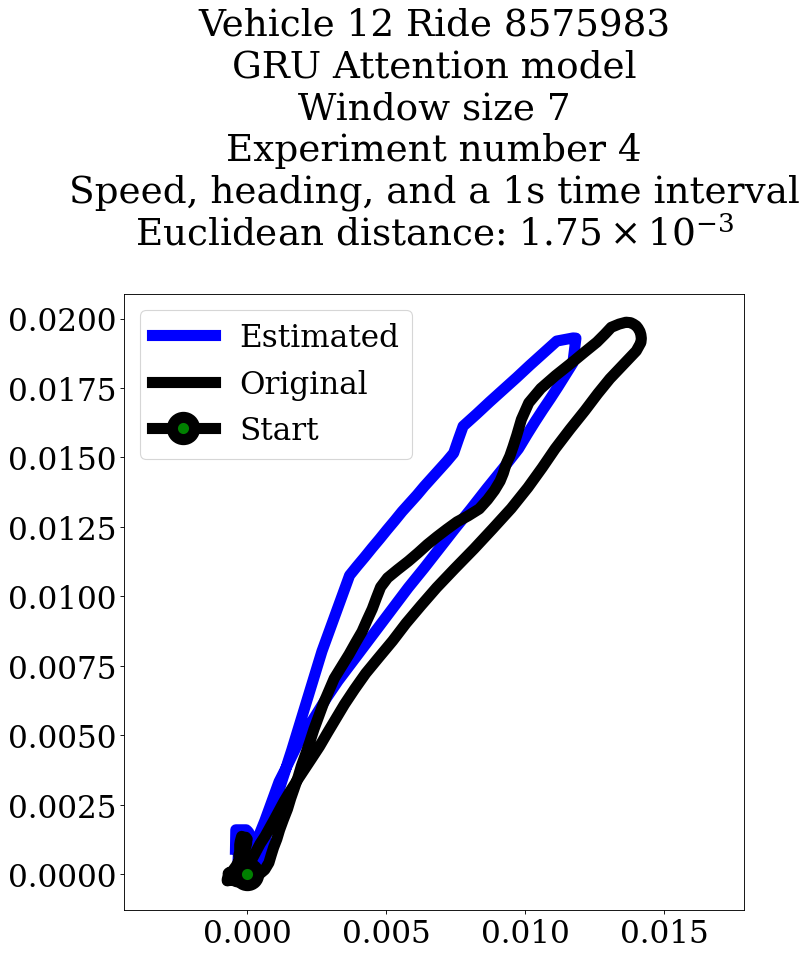 Vehicle 12 Ride 8575983
GRU Attention model
Window size 7
Experiment number 4
Speed, heading, and a 1s time interval
Euclidean distance: 1.75 × 10⁻³
Estimated
Original
Start
0.0200
0.0175
0.0150
0.0125
0.0100
0.0075
0.0050
0.0025
0.0000
0.000 0.005 0.010 0.015